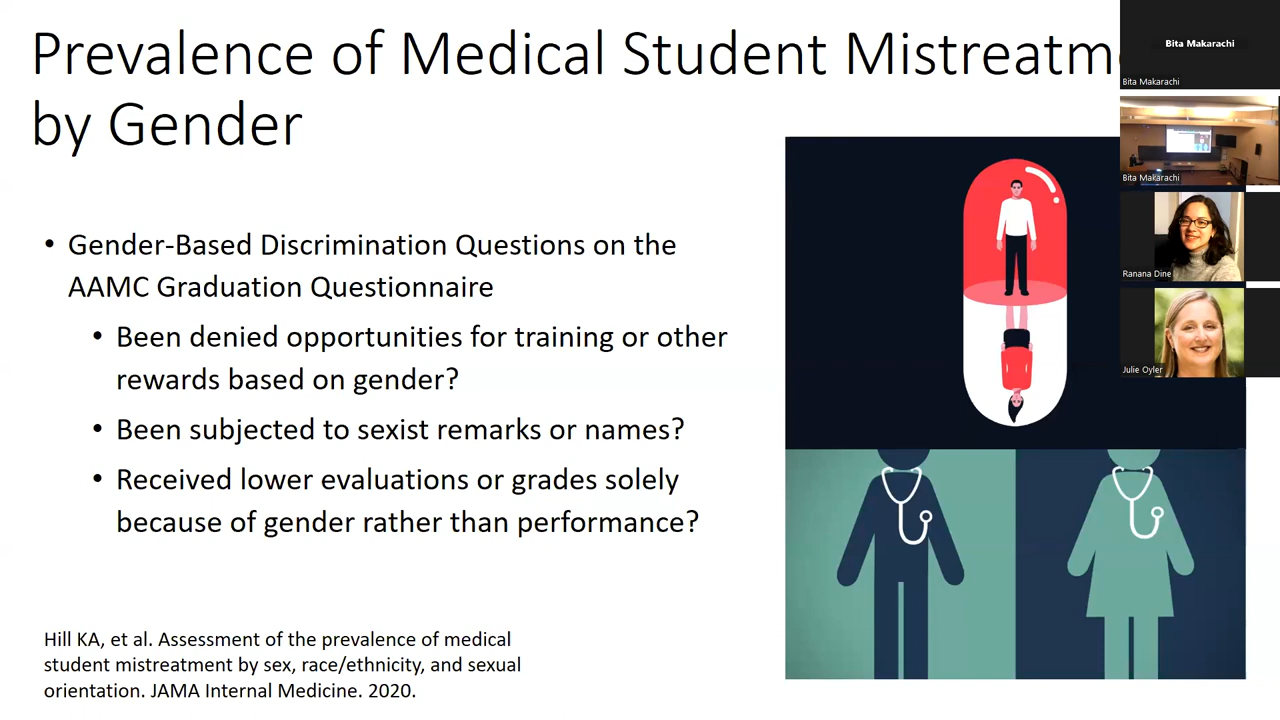 Prevalence of Medical Student Mistreatm
by Gender
• Gender-Based Discrimination Questions on the
AAMC Graduation Questionnaire
• Been denied opportunities for training or other
rewards based on gender?
• Been subjected to sexist remarks or names?
• Received lower evaluations or grades solely
because of gender rather than performance?
Hill KA, et al. Assessment of the prevalence of medical
student mistreatment by sex, race/ethnicity, and sexual
orientation. JAMA Internal Medicine. 2020.
Bita Makarachi
Bita Makarachi
Bita Makarachi
Ranana Dine
Julie Oyler